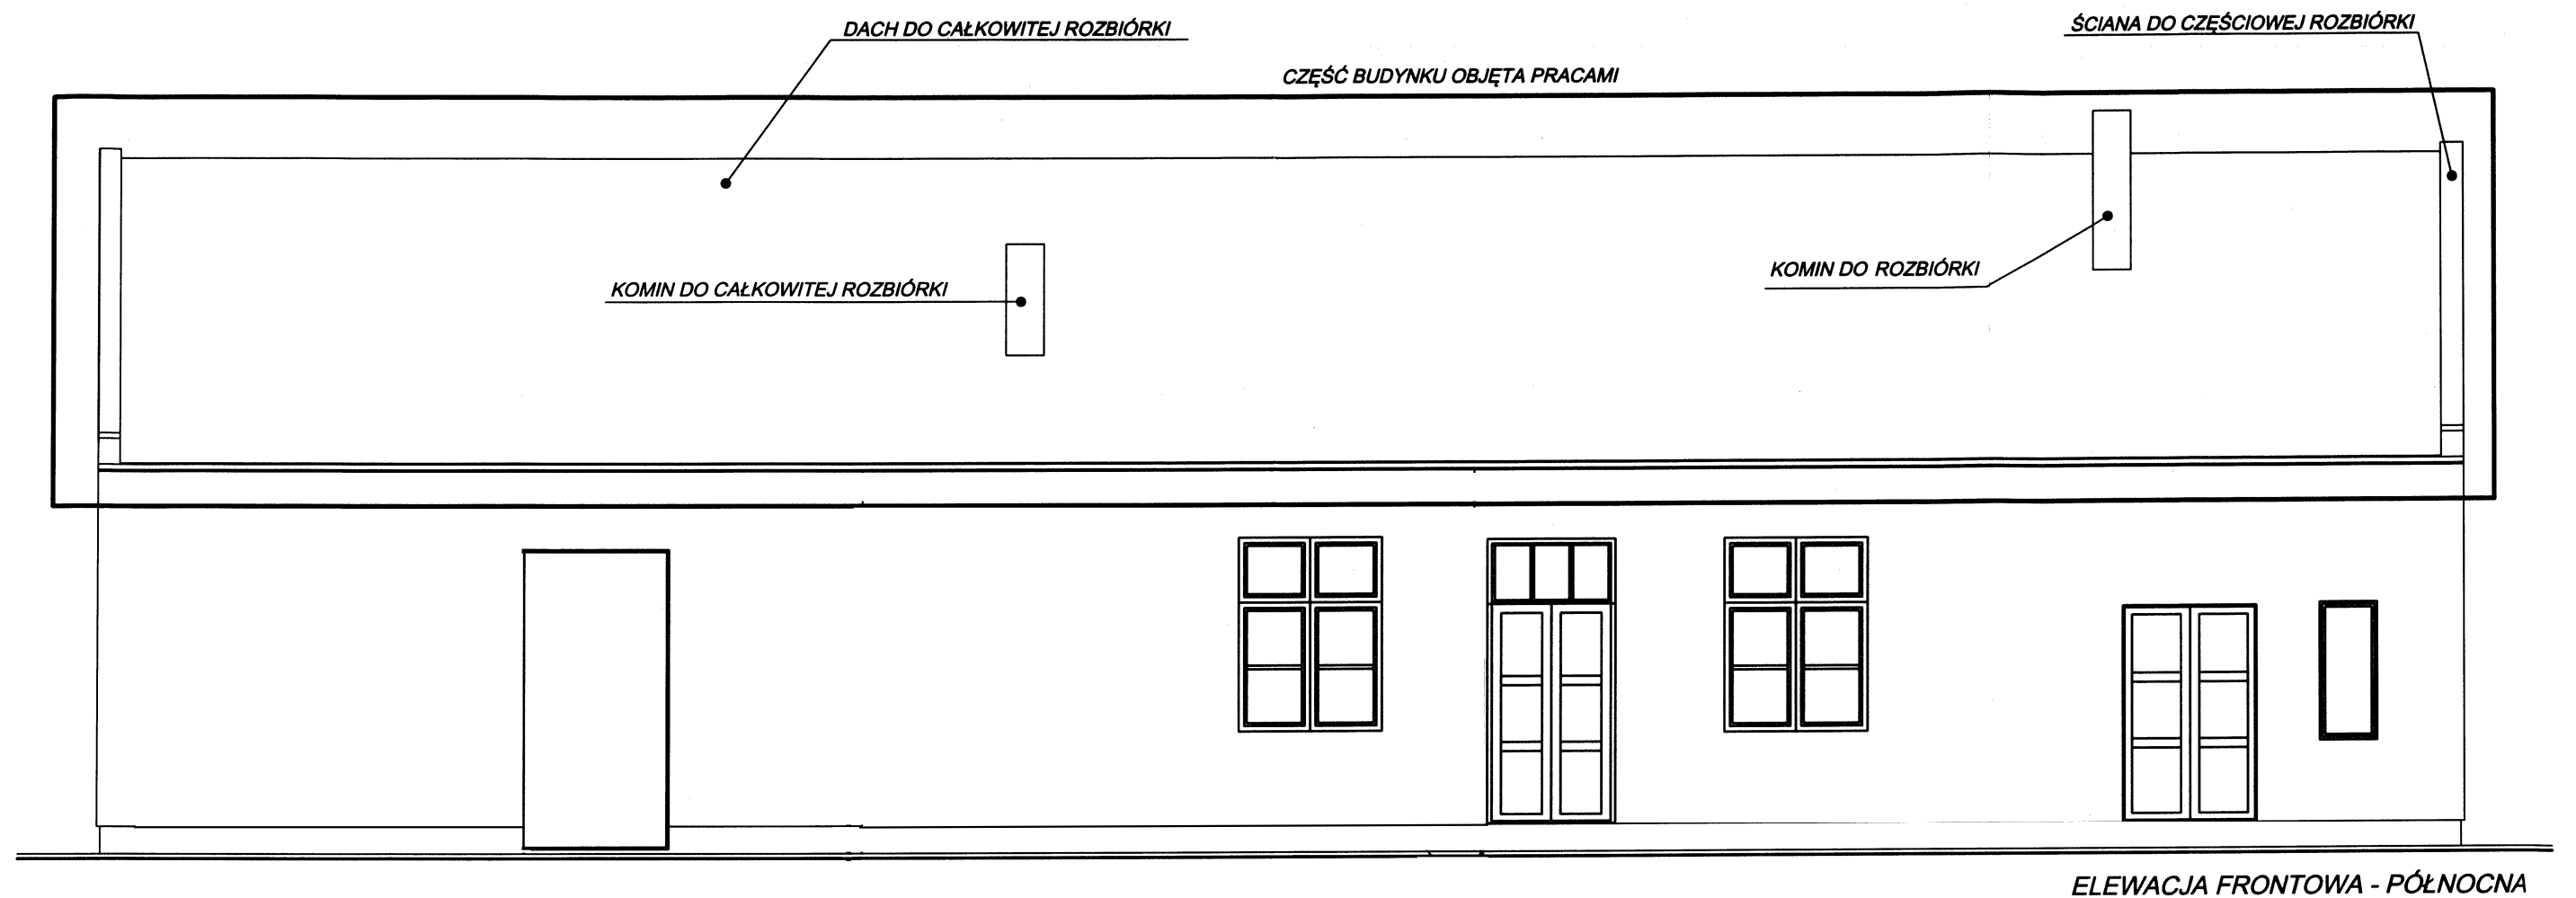 DACH DO CAŁKOWITEJ ROZBIÓRKI
ŚCIANA DO CZĘŚCIOWEJ ROZBIÓRKI
CZĘŚĆ BUDYNKU OBJĘTA PRACAMI
KOMIN DO ROZBIÓRKI
KOMIN DO CAŁKOWITEJ ROZBIÓRKI
ELEWACJA FRONTOWA - PÓŁNOCNA